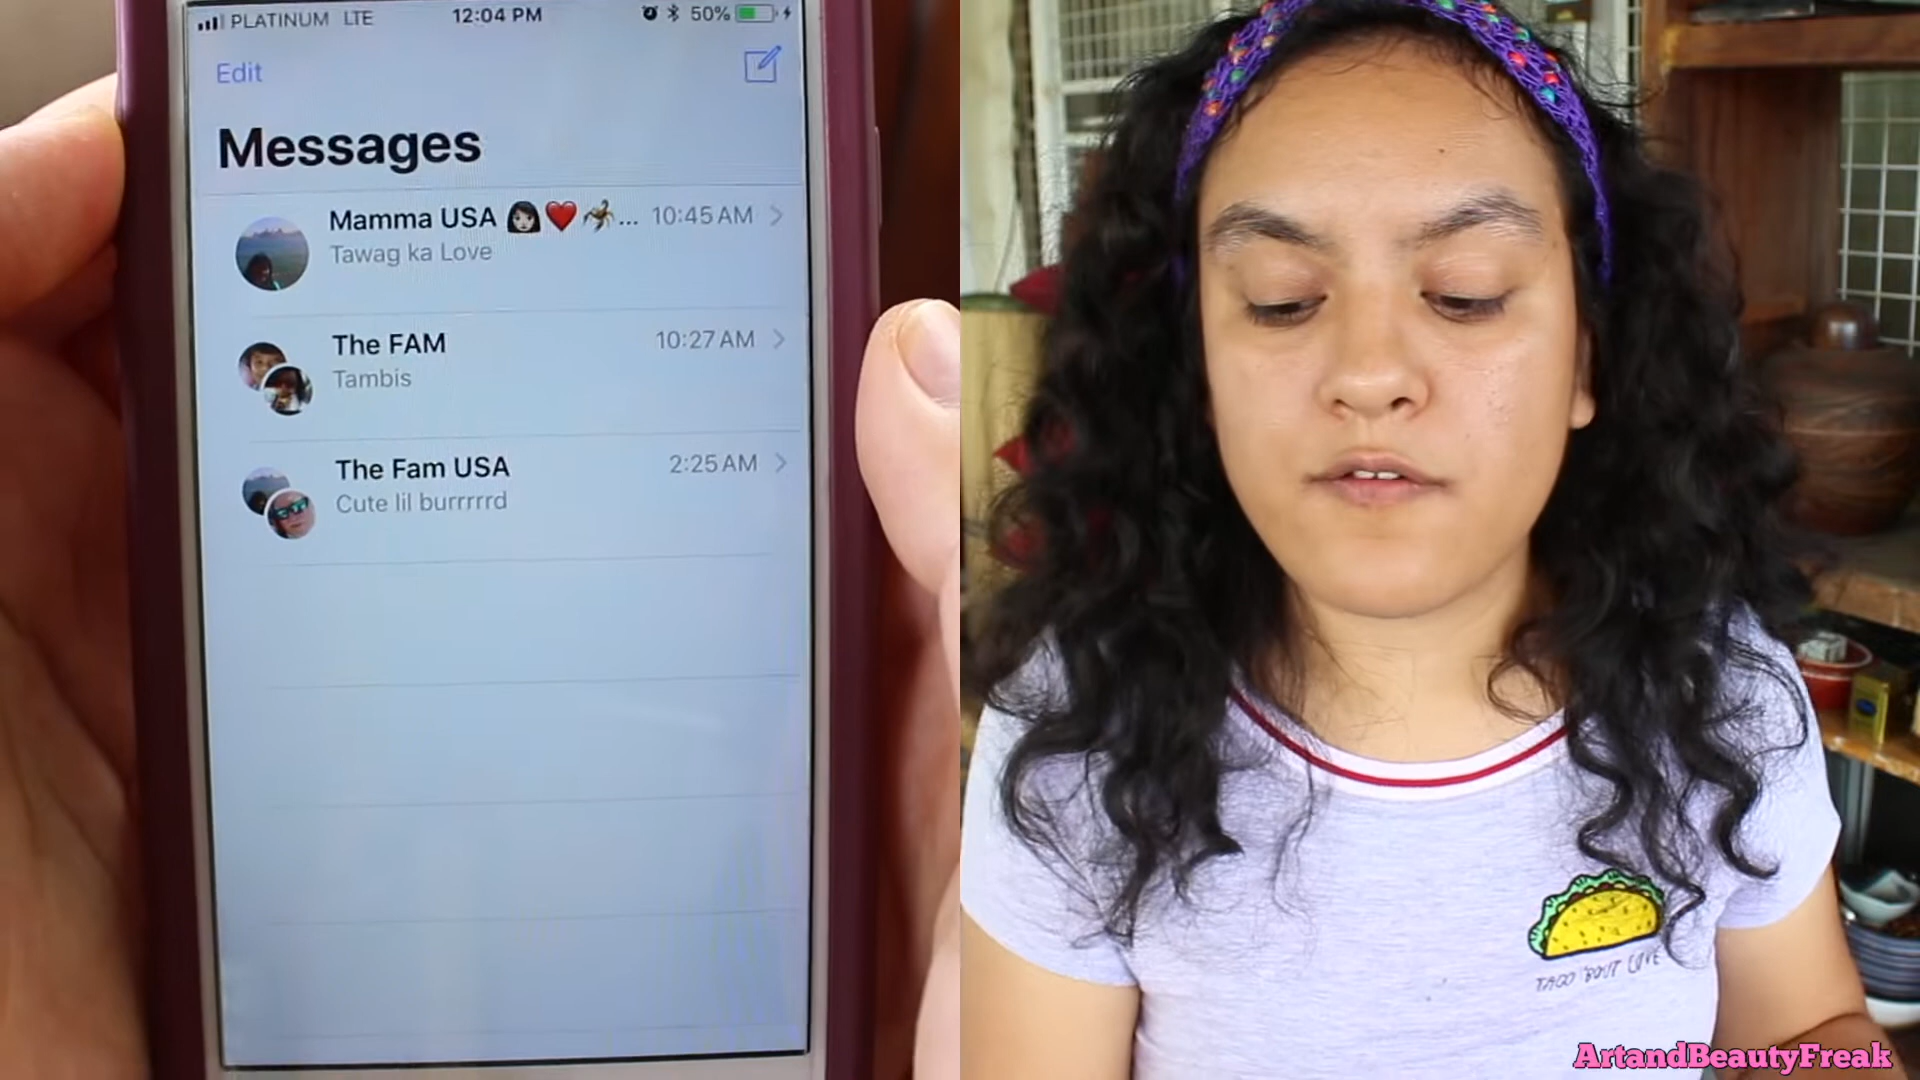 PLATINUM LTE 12:04 PM 50%
Edit
Messages
Mamma USA 👩🏻❤️🦂... 10:45 AM
Tawag ka Love
The FAM 10:27 AM
Tambis
The Fam USA 2:25 AM
Cute lil burrrrrd
TACO 'BOUT LOVE
ArtandBeautyFreak